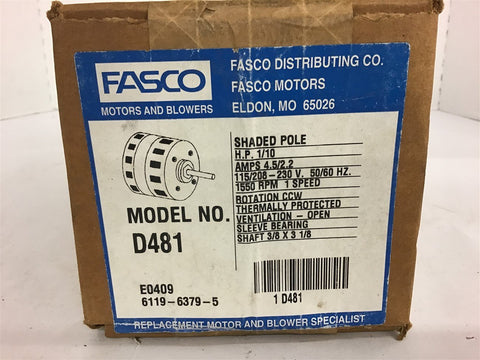 FASCO
MOTORS AND BLOWERS
FASCO DISTRIBUTING CO.
FASCO MOTORS
ELDON, MO 65026
SHADED POLE
H.P. 1/10
AMPS 4.5/2.2
115/208-230 V. 50/60 HZ.
1550 RPM 1 SPEED
ROTATION CCW
THERMALLY PROTECTED
VENTILATION - OPEN
SLEEVE BEARING
SHAFT 3/8 X 3 1/8
MODEL NO.
D481
E0409
6119-6379-5
1 D481
REPLACEMENT MOTOR AND BLOWER SPECIALIST